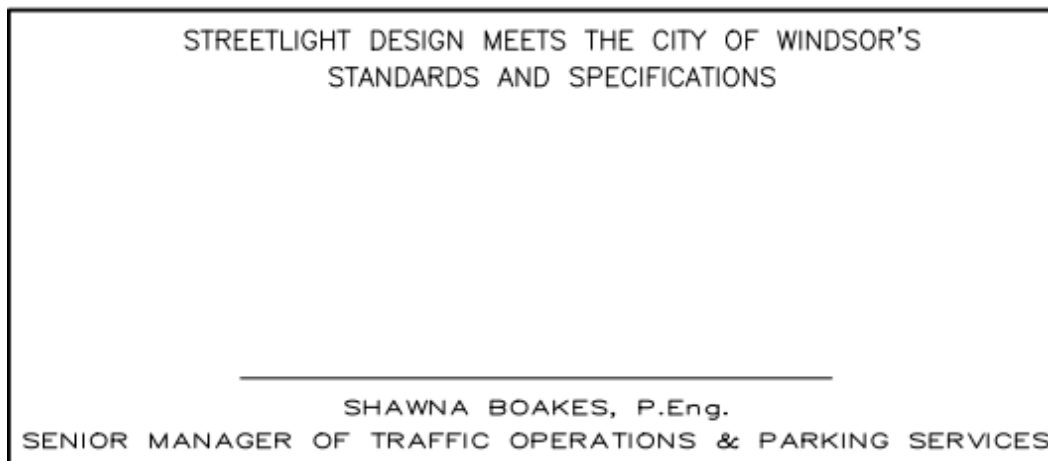 STREETLIGHT DESIGN MEETS THE CITY OF WINDSOR'S
STANDARDS AND SPECIFICATIONS
SHAWNA BOAKES, P.Eng.
SENIOR MANAGER OF TRAFFIC OPERATIONS & PARKING SERVICES